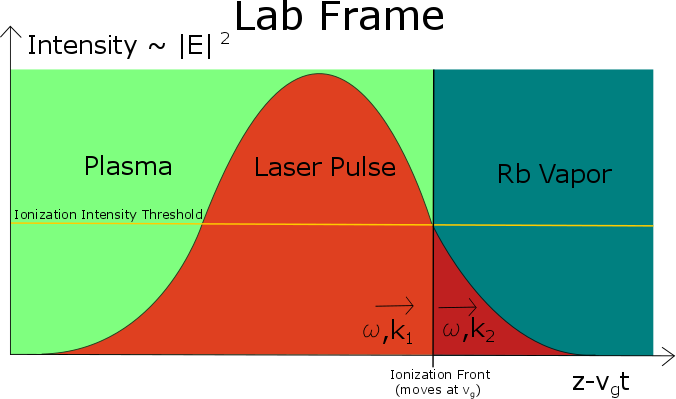 Lab Frame
Intensity ~ |E| ²
Plasma
Laser Pulse
Rb Vapor
Ionization Intensity Threshold
ω,k₁
ω,k₂
Ionization Front
(moves at v_g)
z-v_gt